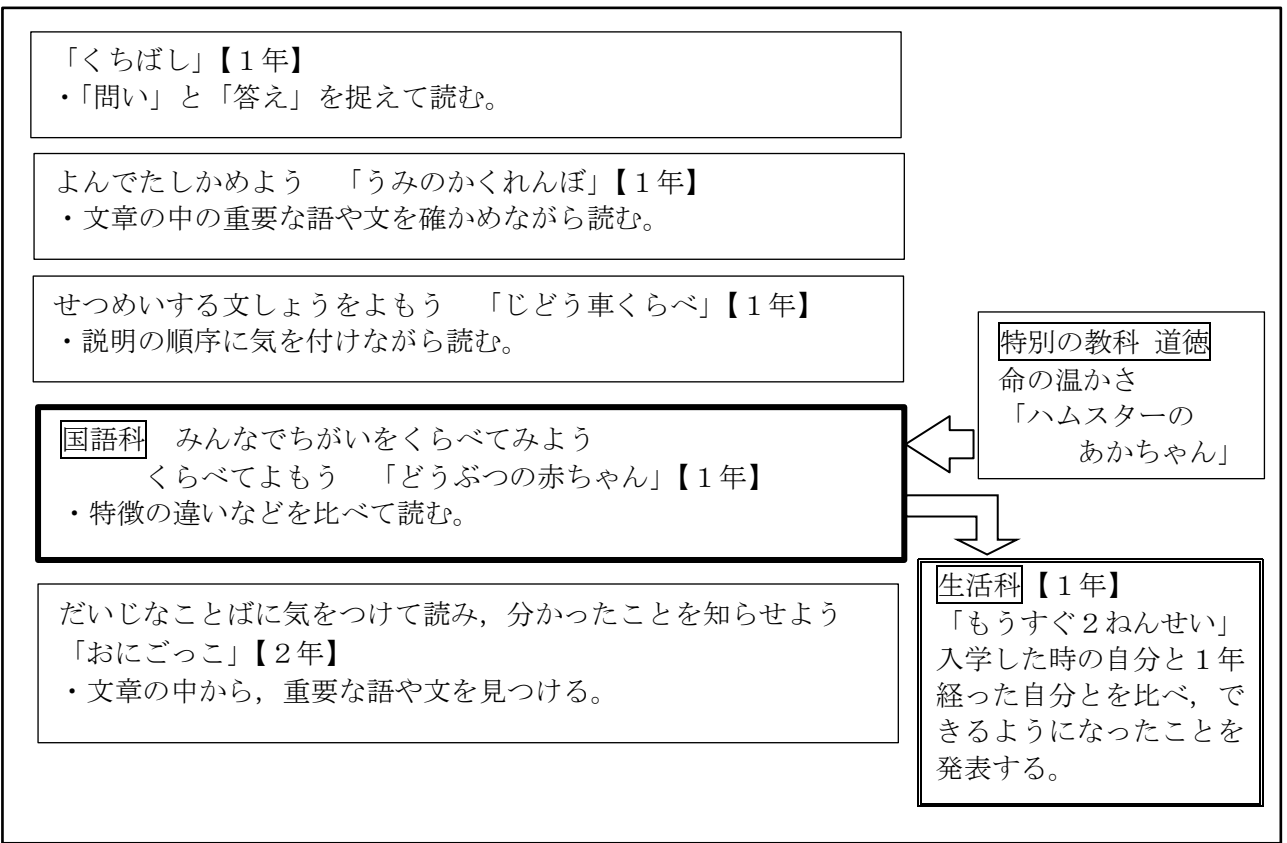 「くちばし」【１年】
・「問い」と「答え」を捉えて読む。
よんでたしかめよう　「うみのかくれんぼ」【１年】
・文章の中の重要な語や文を確かめながら読む。
せつめいする文しょうをよもう　「じどう車くらべ」【１年】
・説明の順序に気を付けながら読む。
特別の教科 道徳
命の温かさ
「ハムスターの
あかちゃん」
国語科　みんなでちがいをくらべてみよう
くらべてよもう　「どうぶつの赤ちゃん」【１年】
・特徴の違いなどを比べて読む。
だいじなことばに気をつけて読み，分かったことを知らせよう
「おにごっこ」【２年】
・文章の中から，重要な語や文を見つける。
生活科【１年】
「もうすぐ２ねんせい」
入学した時の自分と１年
経った自分とを比べ，で
きるようになったことを
発表する。